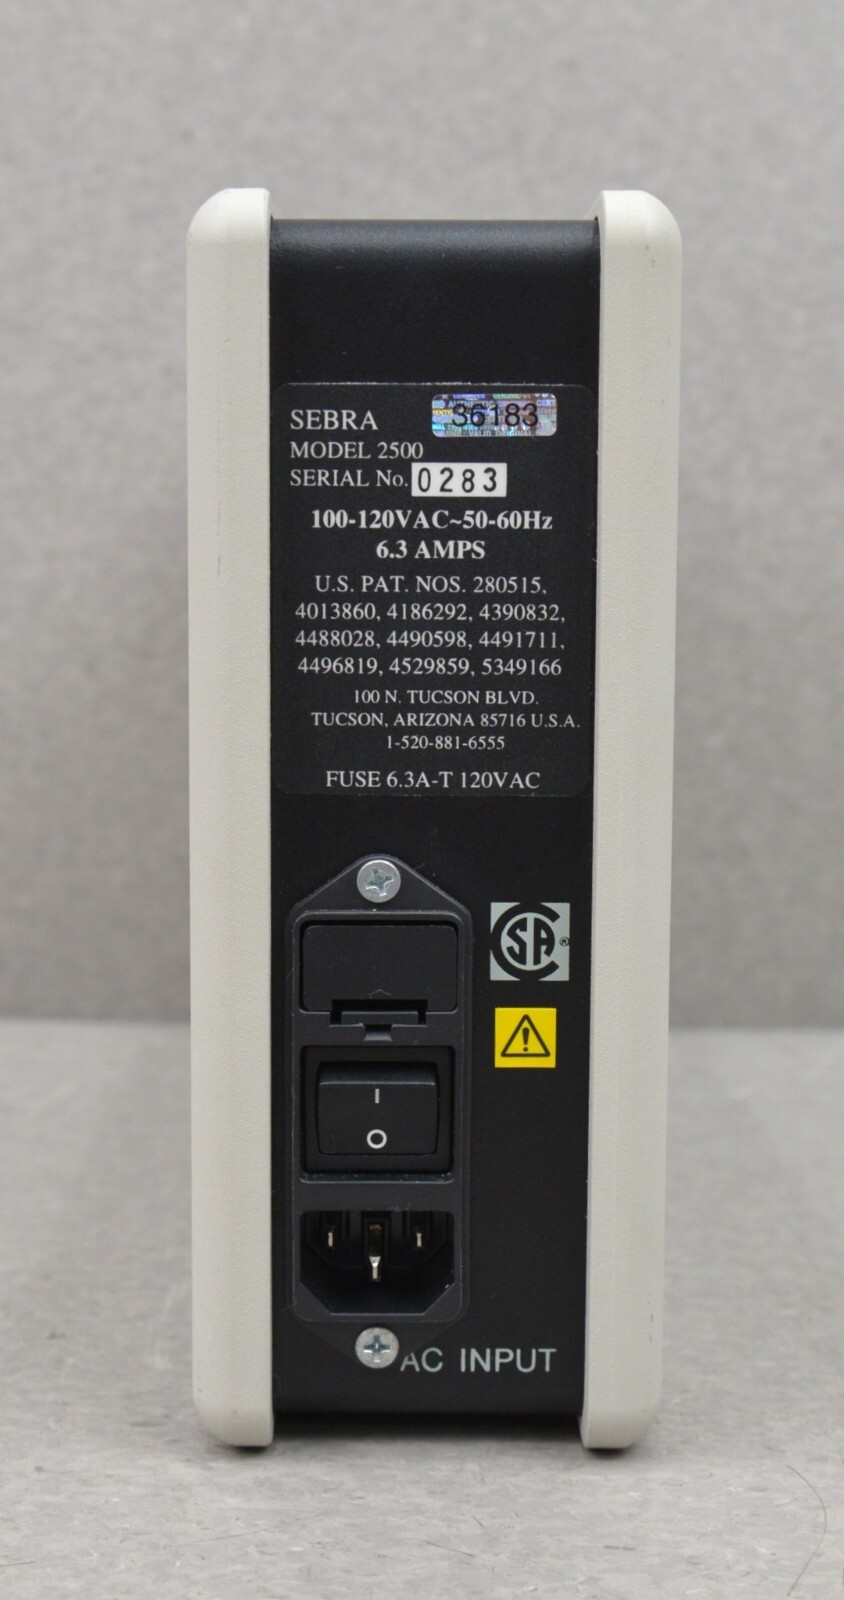 SEBRA
36183
MODEL 2500
SERIAL No. 0283
100-120VAC~50-60Hz
6.3 AMPS
U.S. PAT. NOS. 280515,
4013860, 4186292, 4390832,
4488028, 4490598, 4491711,
4496819, 4529859, 5349166
100 N. TUCSON BLVD.
TUCSON, ARIZONA 85716 U.S.A.
1-520-881-6555
FUSE 6.3A-T 120VAC
CSA®
I
O
AC INPUT